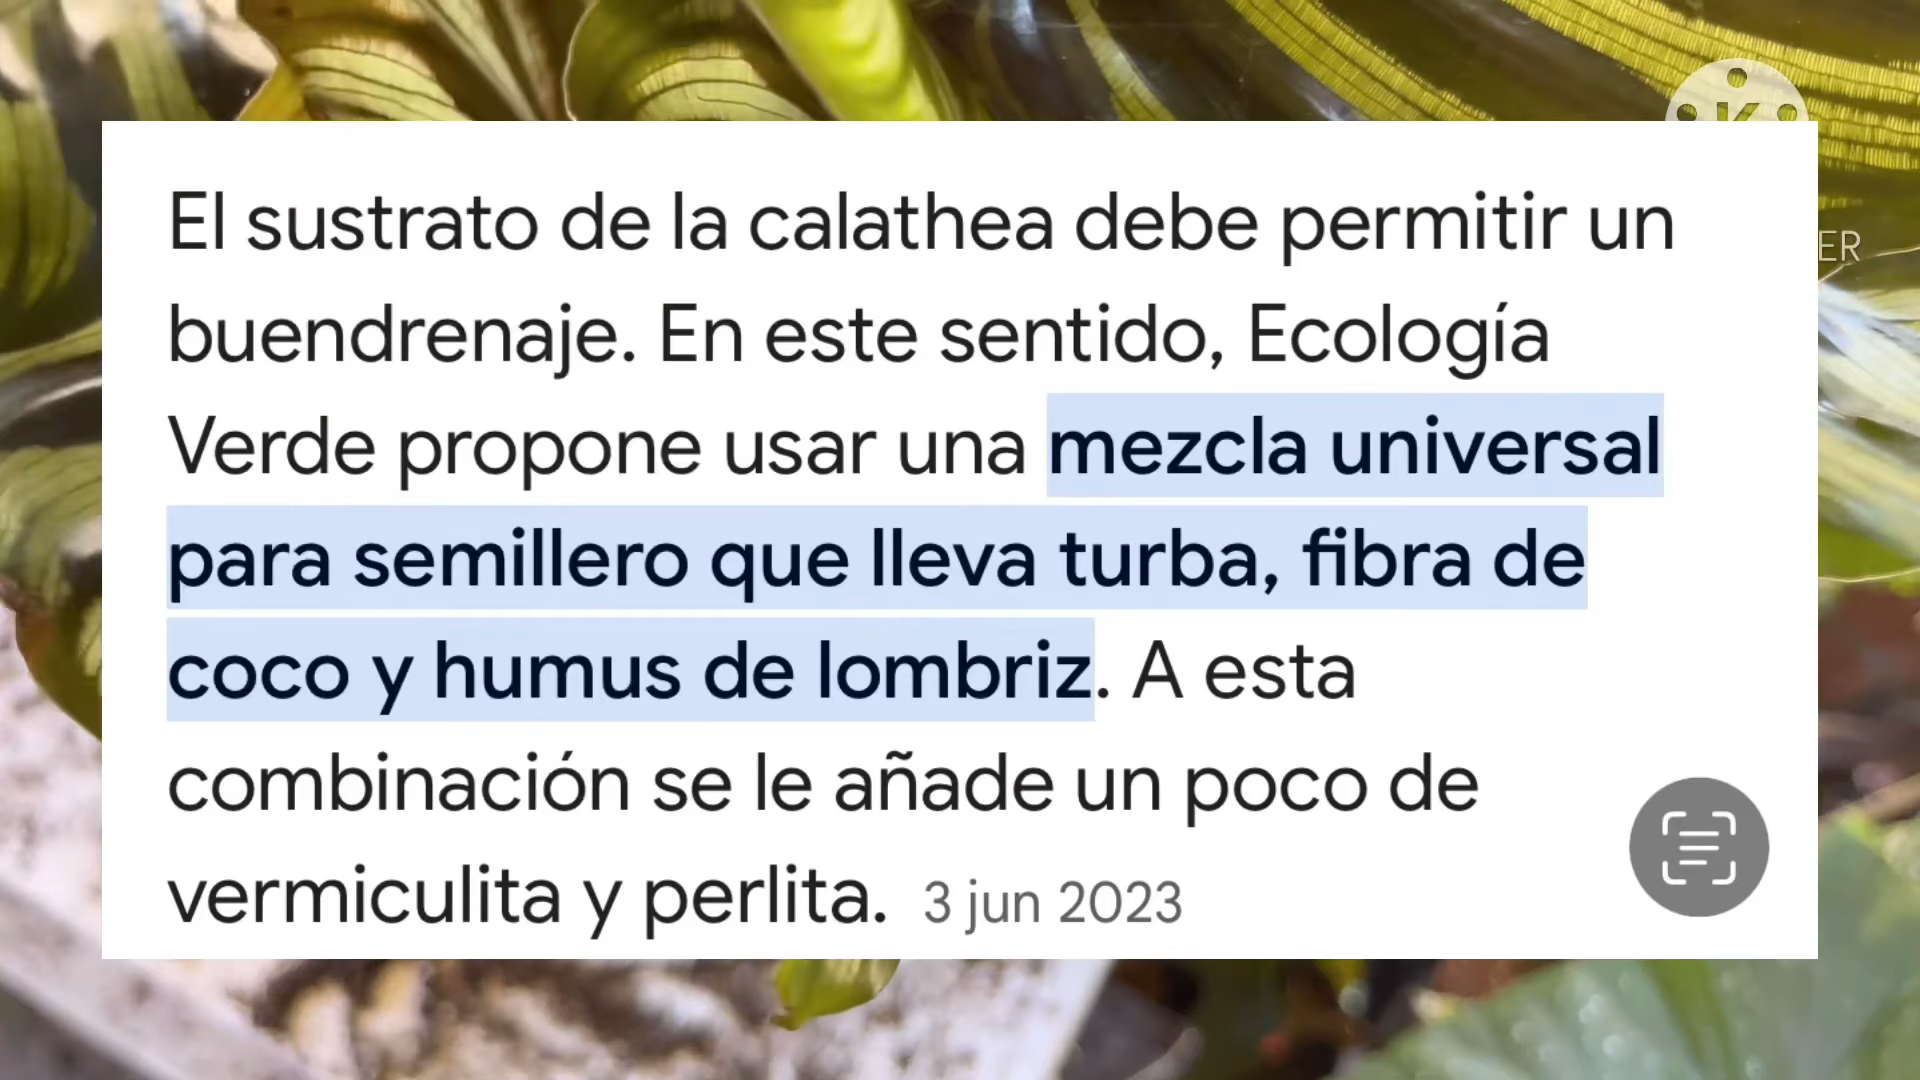 El sustrato de la calathea debe permitir un
buendrenaje. En este sentido, Ecología
Verde propone usar una mezcla universal
para semillero que lleva turba, fibra de
coco y humus de lombriz. A esta
combinación se le añade un poco de
vermiculita y perlita. 3 jun 2023
K
ER